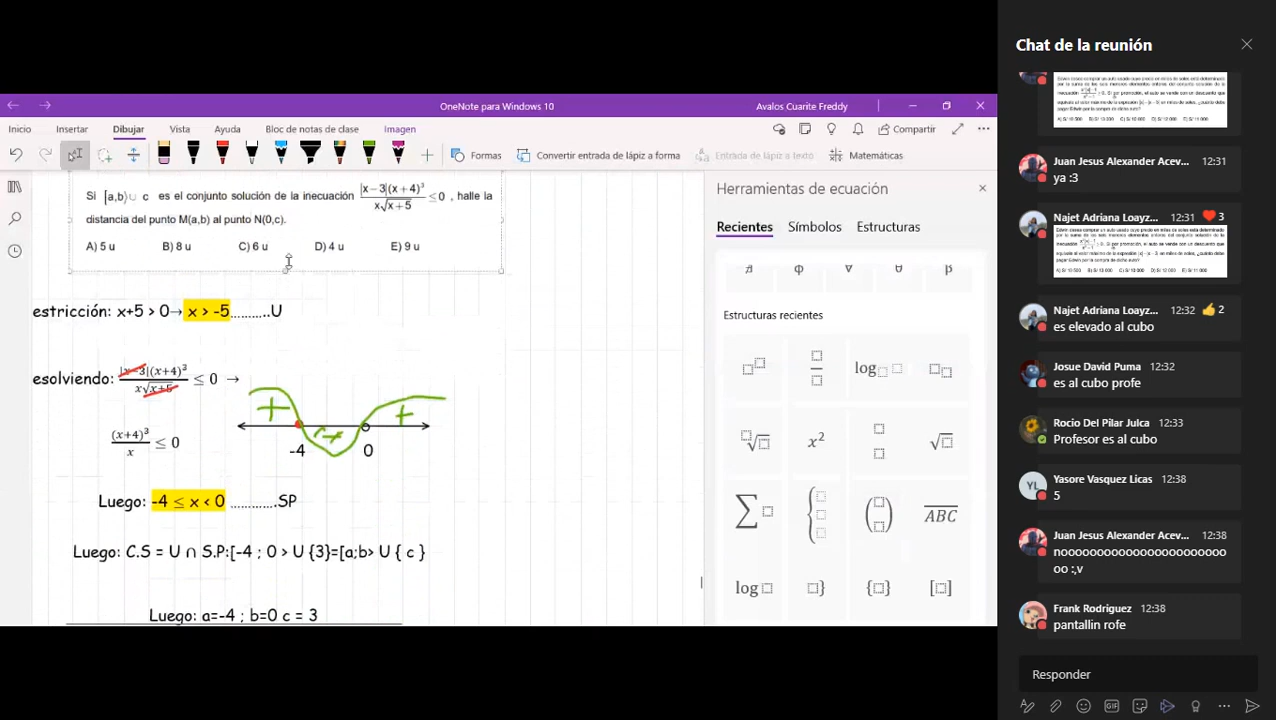 OneNote para Windows 10
Avalos Cuarite Freddy
Inicio Insertar Dibujar Vista Ayuda Bloc de notas de clase Imagen
Compartir
Formas Convertir entrada de lápiz a forma Entrada de lápiz a texto Matemáticas
Si [a,b⟩∪ c es el conjunto solución de la inecuación |x−3|(x+4)³ / x√x+5 ≤ 0 , halle la
distancia del punto M(a,b) al punto N(0,c).
A) 5 u B) 8 u C) 6 u D) 4 u E) 9 u
estricción: x+5 > 0→ x > -5..........U
esolviendo: |x−3|(x+4)³ / x√x+5 ≤ 0 →
+ +
(x+4)³ / x ≤ 0
-4 0
Luego: -4 ≤ x < 0 ............SP
Luego: C.S = U ∩ S.P:[-4 ; 0 > U {3}=[a;b> U { c }
Luego: a=-4 ; b=0 c = 3
Herramientas de ecuación
Recientes Símbolos Estructuras
Estructuras recientes
log
x²
ABC
log
Chat de la reunión
Juan Jesus Alexander Acev... 12:31
ya :3
Najet Adriana Loayz... 12:31 3
Najet Adriana Loayz... 12:32 2
es elevado al cubo
Josue David Puma 12:32
es al cubo profe
Rocio Del Pilar Julca 12:33
Profesor es al cubo
YL
Yasore Vasquez Licas 12:38
5
Juan Jesus Alexander Acev... 12:38
nooooooooooooooooooooooo
oo :,v
Frank Rodriguez 12:38
pantallin rofe
Responder
GIF